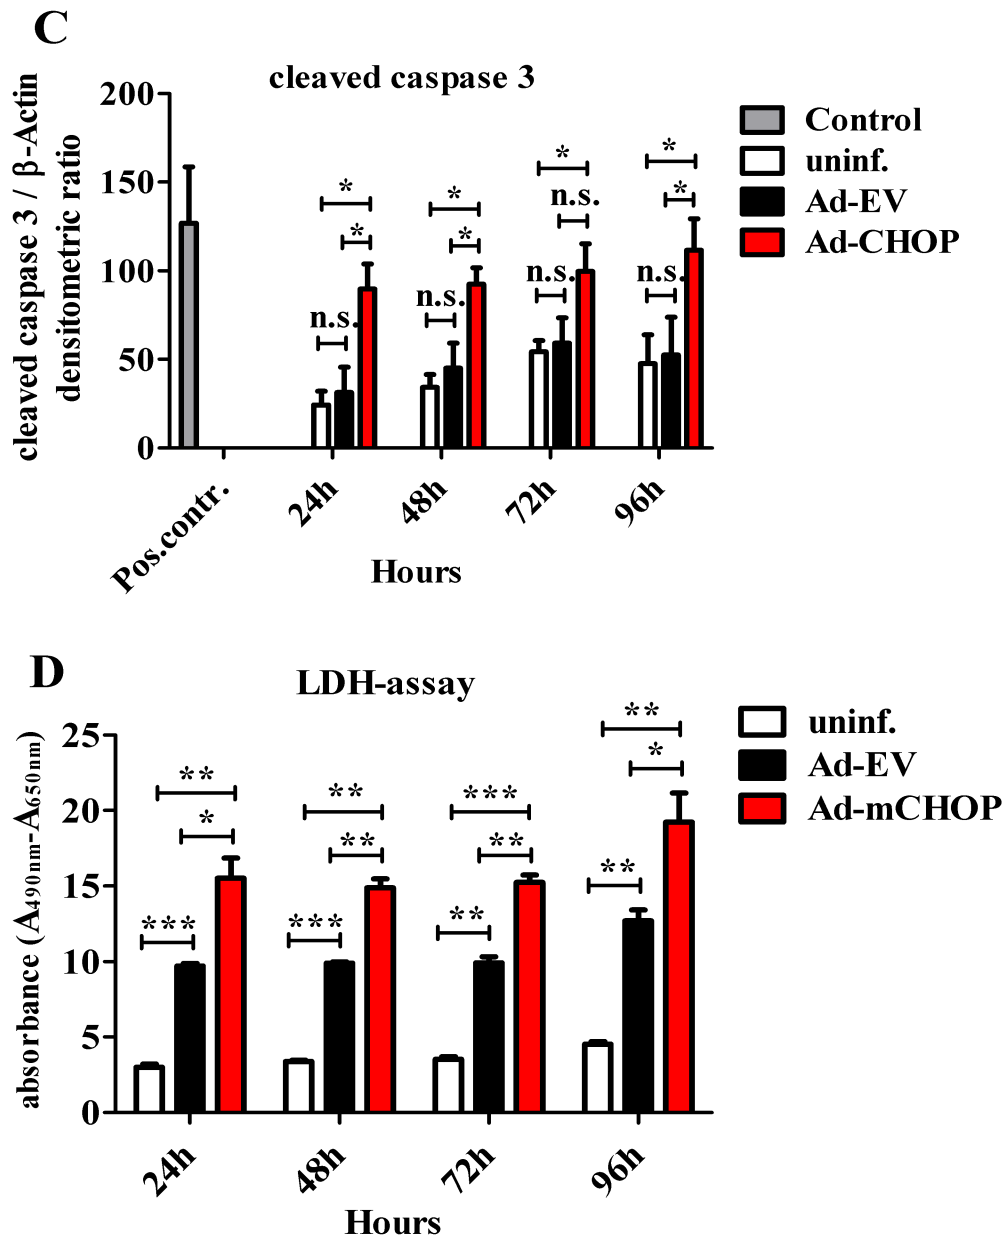 C
cleaved caspase 3
cleaved caspase 3 / β-Actin
densitometric ratio
200
150
100
50
0
n.s.
*
*
n.s.
*
*
n.s.
n.s.
*
n.s.
*
*
Pos.contr.
24h
48h
72h
96h
Hours
Control
uninf.
Ad-EV
Ad-CHOP
D
LDH-assay
absorbance (A490nm-A650nm)
25
20
15
10
5
0
***
*
**
***
**
**
**
**
***
**
*
**
24h
48h
72h
96h
Hours
uninf.
Ad-EV
Ad-mCHOP